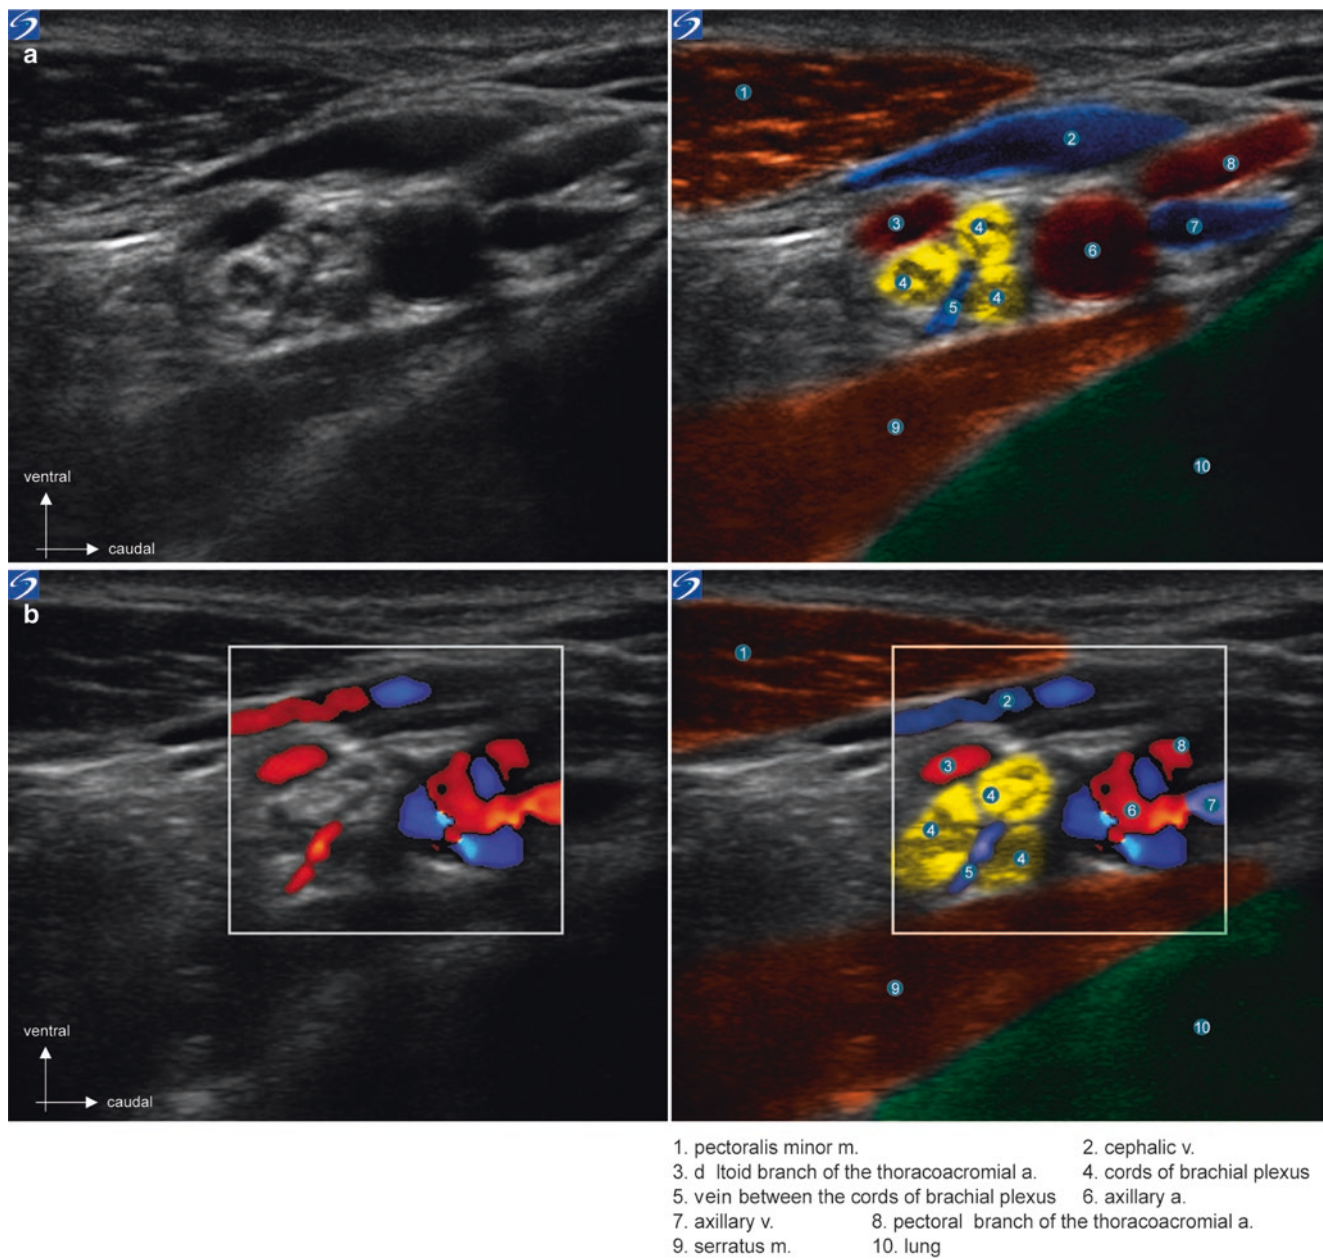 a
1
2
8
3
4
7
6
4
4
5
9
10
ventral
caudal
b
1
2
3
8
4
6
7
4
4
5
9
10
ventral
caudal
1. pectoralis minor m. 2. cephalic v.
3. d ltoid branch of the thoracoacromial a. 4. cords of brachial plexus
5. vein between the cords of brachial plexus 6. axillary a.
7. axillary v. 8. pectoral branch of the thoracoacromial a.
9. serratus m. 10. lung